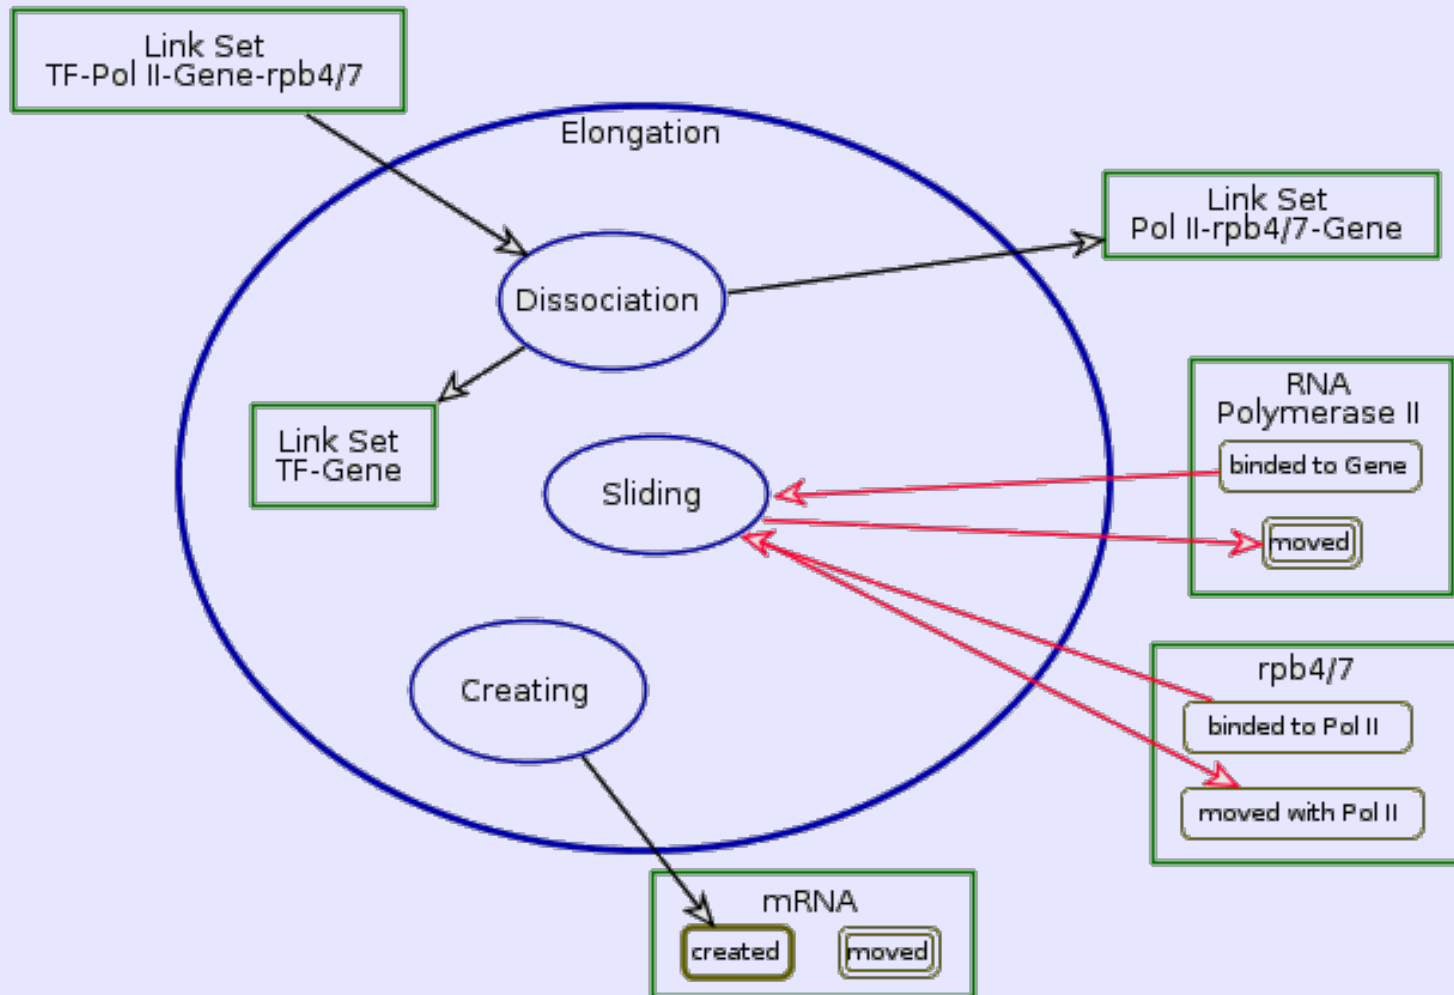 Link Set
TF-Pol II-Gene-rpb4/7
Elongation
Link Set
Pol II-rpb4/7-Gene
Dissociation
RNA
Polymerase II
Link Set
TF-Gene
binded to Gene
Sliding
moved
rpb4/7
Creating
binded to Pol II
moved with Pol II
mRNA
created
moved